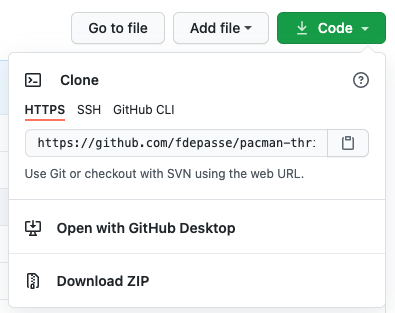 Go to file
Add file
Code
Clone
HTTPS SSH GitHub CLI
https://github.com/fdepasse/pacman-thri
Use Git or checkout with SVN using the web URL.
Open with GitHub Desktop
Download ZIP